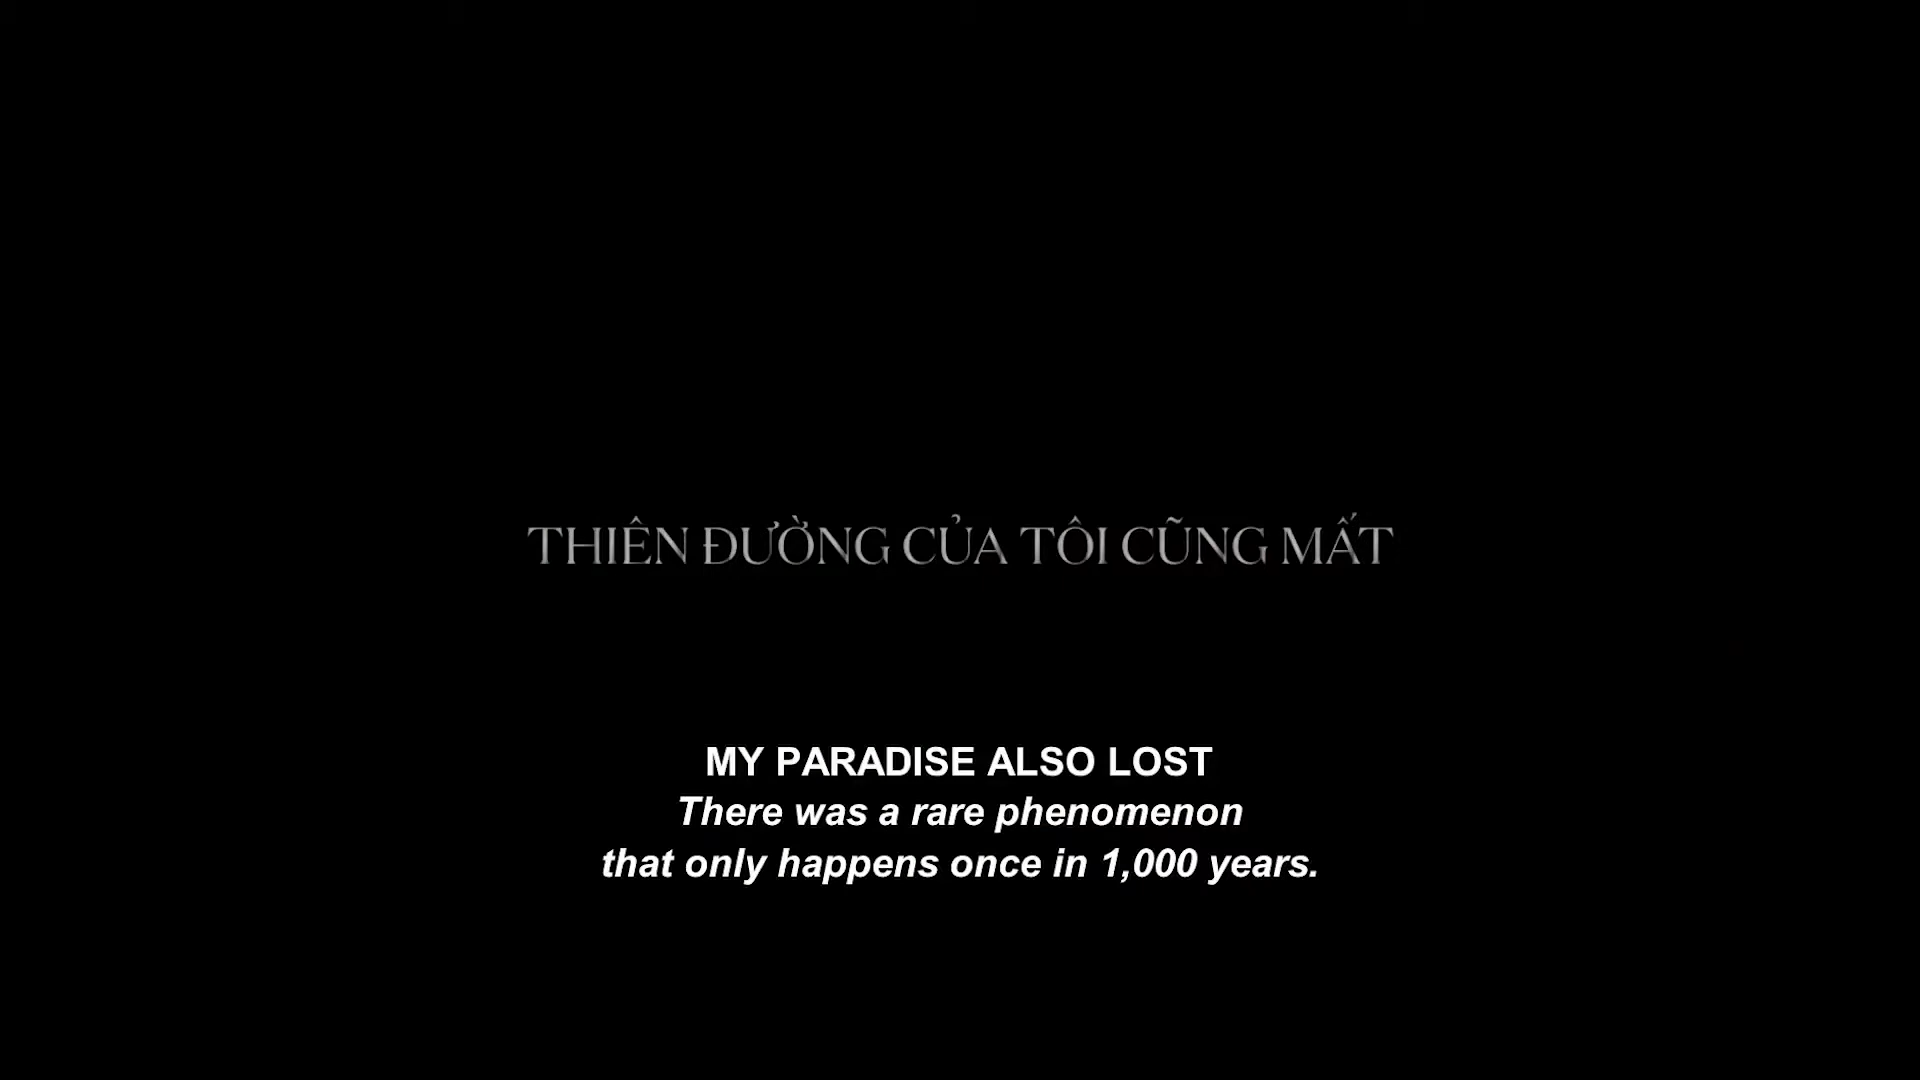 THIÊN ĐƯỜNG CỦA TÔI CŨNG MẤT
MY PARADISE ALSO LOST
There was a rare phenomenon
that only happens once in 1,000 years.